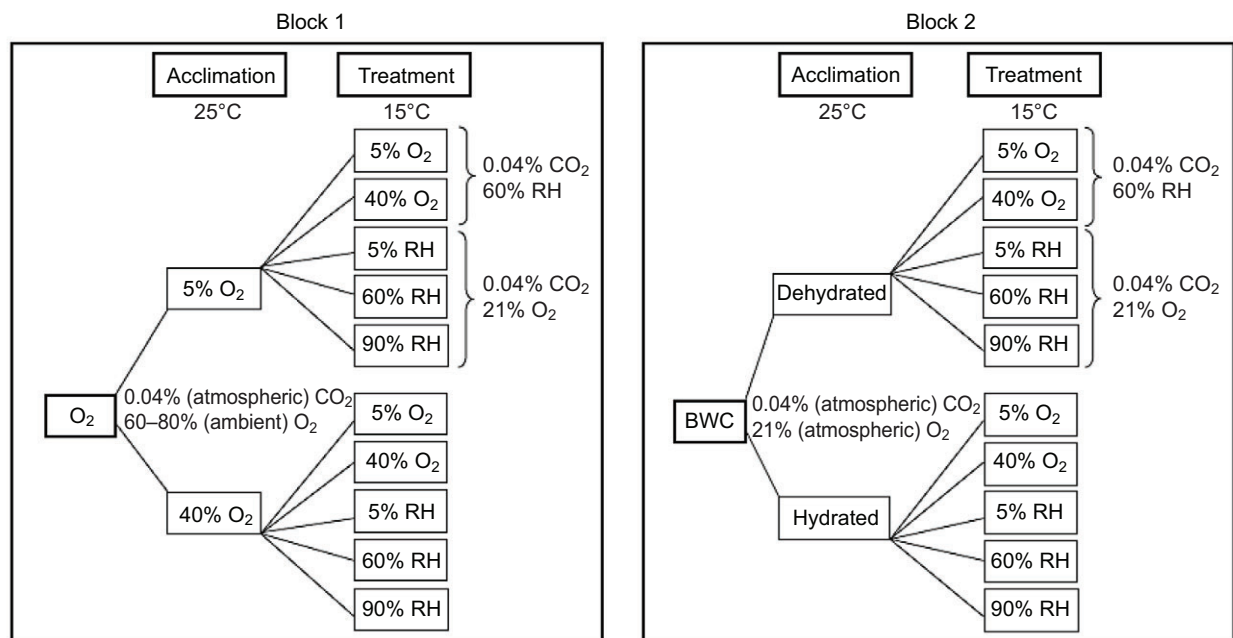 Block 1
Acclimation
Treatment
25°C
15°C
5% O₂
40% O₂
0.04% CO₂
60% RH
5% RH
60% RH
90% RH
0.04% CO₂
21% O₂
5% O₂
O₂
0.04% (atmospheric) CO₂
60–80% (ambient) O₂
40% O₂
5% O₂
40% O₂
5% RH
60% RH
90% RH
Block 2
Acclimation
Treatment
25°C
15°C
5% O₂
40% O₂
0.04% CO₂
60% RH
5% RH
60% RH
90% RH
0.04% CO₂
21% O₂
Dehydrated
BWC
0.04% (atmospheric) CO₂
21% (atmospheric) O₂
Hydrated
5% O₂
40% O₂
5% RH
60% RH
90% RH